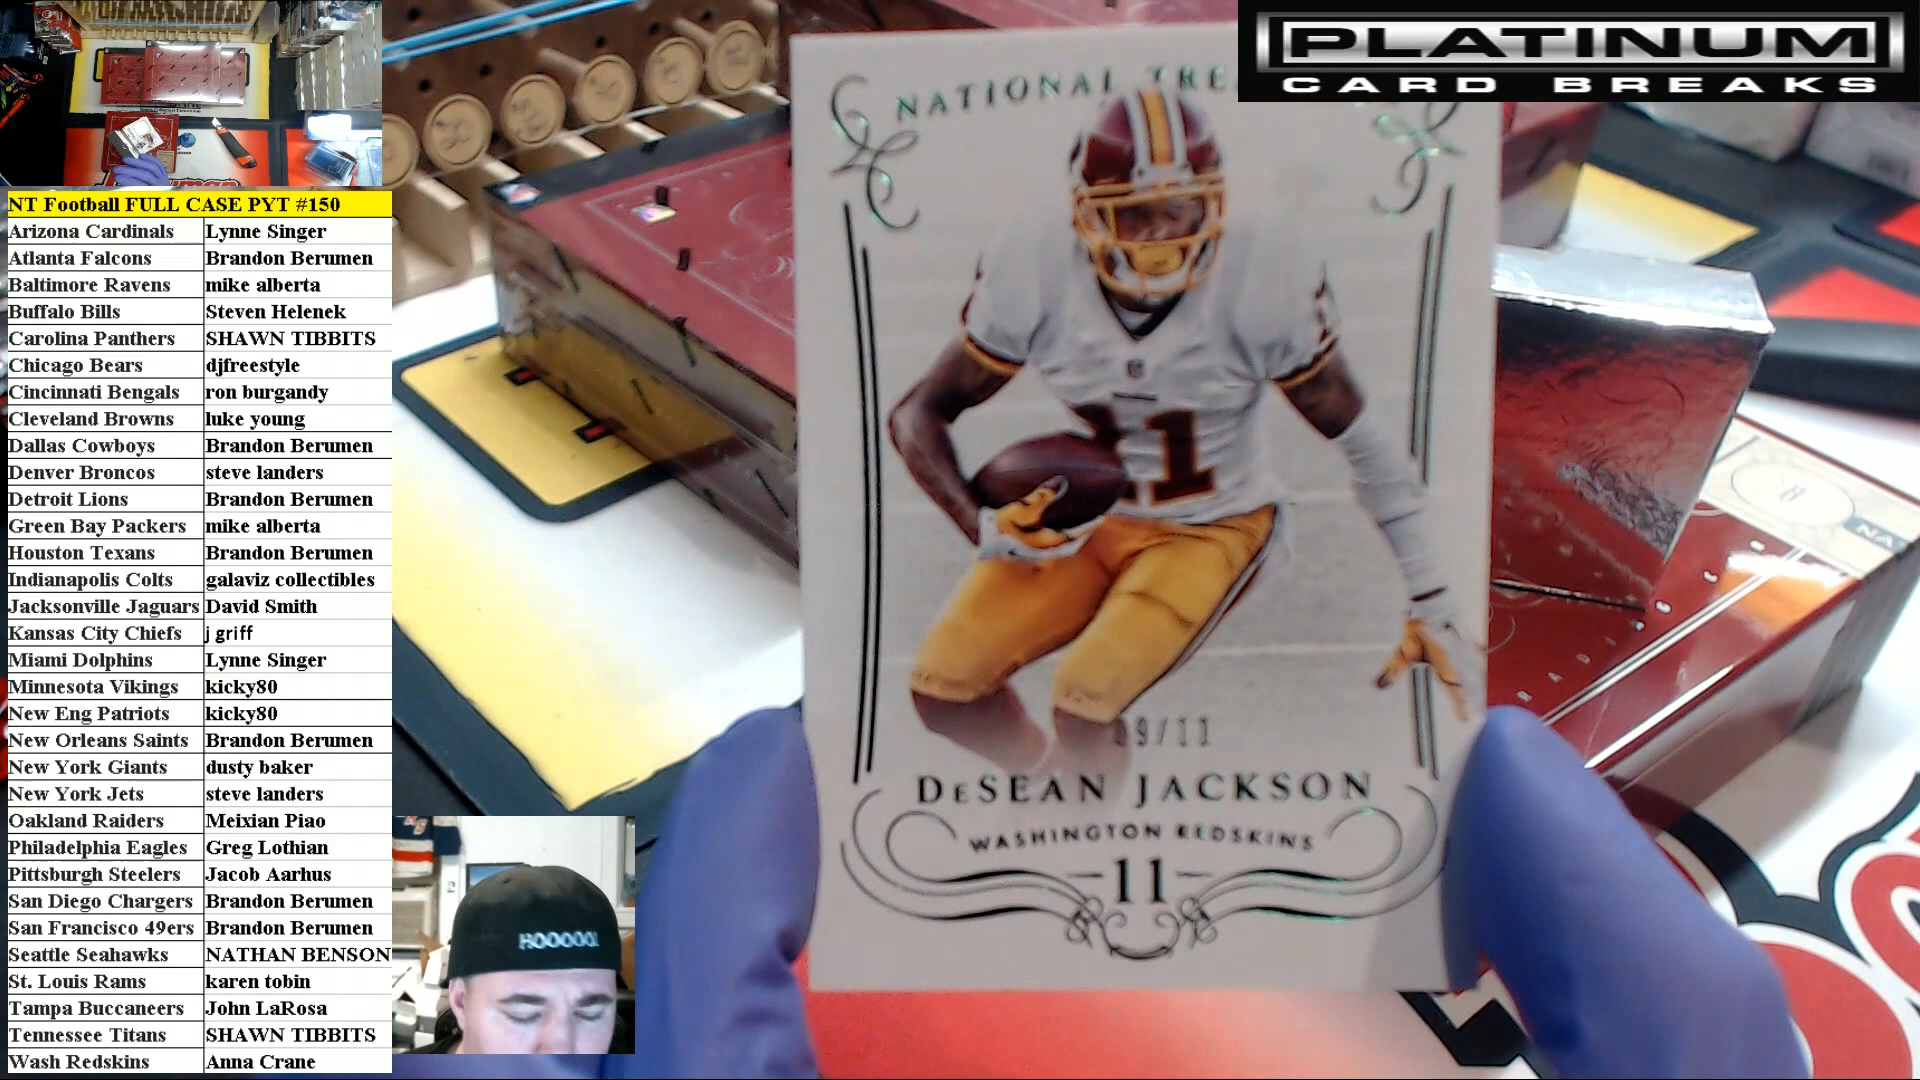 PLATINUM
CARD BREAKS
NT Football FULL CASE PYT #150
Arizona Cardinals Lynne Singer
Atlanta Falcons Brandon Berumen
Baltimore Ravens mike alberta
Buffalo Bills Steven Helenek
Carolina Panthers SHAWN TIBBITS
Chicago Bears djfreestyle
Cincinnati Bengals ron burgandy
Cleveland Browns luke young
Dallas Cowboys Brandon Berumen
Denver Broncos steve landers
Detroit Lions Brandon Berumen
Green Bay Packers mike alberta
Houston Texans Brandon Berumen
Indianapolis Colts galaviz collectibles
Jacksonville Jaguars David Smith
Kansas City Chiefs j griff
Miami Dolphins Lynne Singer
Minnesota Vikings kicky80
New Eng Patriots kicky80
New Orleans Saints Brandon Berumen
New York Giants dusty baker
New York Jets steve landers
Oakland Raiders Meixian Piao
Philadelphia Eagles Greg Lothian
Pittsburgh Steelers Jacob Aarhus
San Diego Chargers Brandon Berumen
San Francisco 49ers Brandon Berumen
Seattle Seahawks NATHAN BENSON
St. Louis Rams karen tobin
Tampa Buccaneers John LaRosa
Tennessee Titans SHAWN TIBBITS
Wash Redskins Anna Crane
NATIONAL TRE
11
09/11
DeSEAN JACKSON
WASHINGTON REDSKINS
11